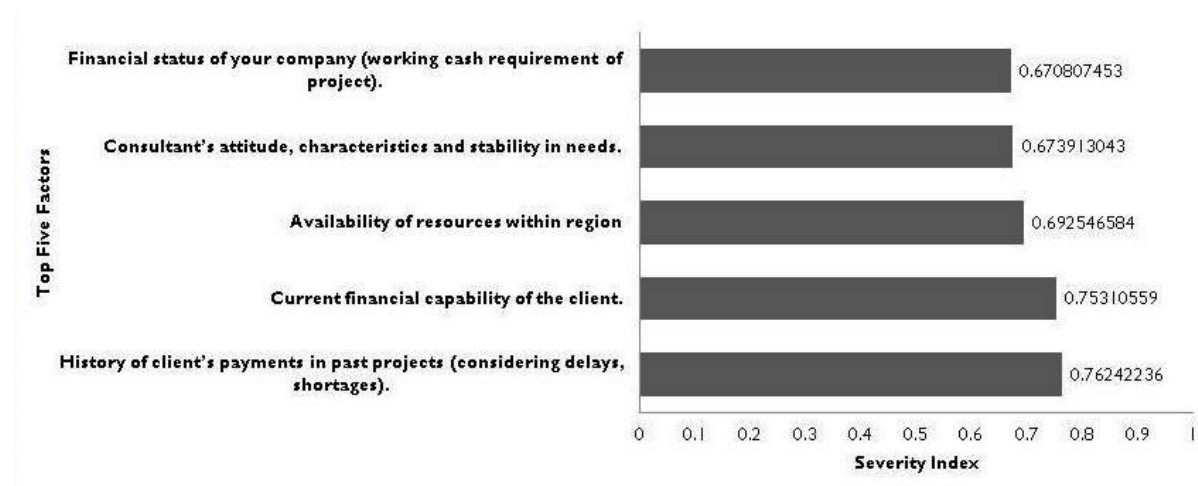 Financial status of your company (working cash requirement of
project).
0.670807453
Consultant's attitude, characteristics and stability in needs.
0.673913043
Availability of resources within region
0.692546584
Current financial capability of the client.
0.75310559
History of client's payments in past projects (considering delays,
shortages).
0.76242236
Top Five Factors
0 0.1 0.2 0.3 0.4 0.5 0.6 0.7 0.8 0.9 1
Severity Index